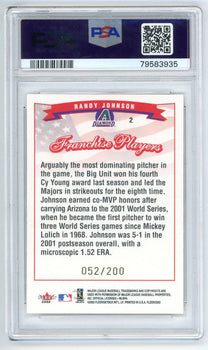 PSA
79583935
RANDY JOHNSON
2
Franchise Players
Arguably the most dominating pitcher in
the game, the Big Unit won his fourth
Cy Young award last season and led the
Majors in strikeouts for the eighth time.
Johnson earned co-MVP honors after
carrying Arizona to the 2001 World Series,
when he became the first pitcher to win
three World Series games since Mickey
Lolich in 1968. Johnson was 5-1 in the
2001 postseason overall, with a
microscopic 1.52 ERA.
052/200